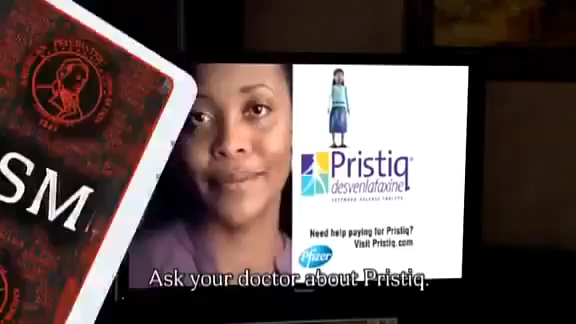 SM
Pristiq
desvenlafaxine
EXTENDED RELEASE TABLETS
Need help paying for Pristiq?
Visit Pristiq.com
Pfizer
Ask your doctor about Pristiq.